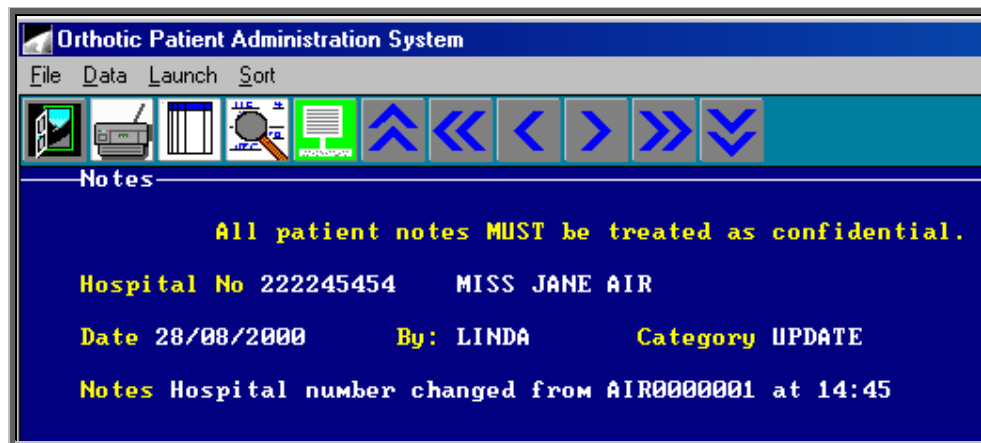 Orthotic Patient Administration System
File Data Launch Sort
Notes
All patient notes MUST be treated as confidential.
Hospital No 222245454 MISS JANE AIR
Date 28/08/2000 By: LINDA Category UPDATE
Notes Hospital number changed from AIR0000001 at 14:45